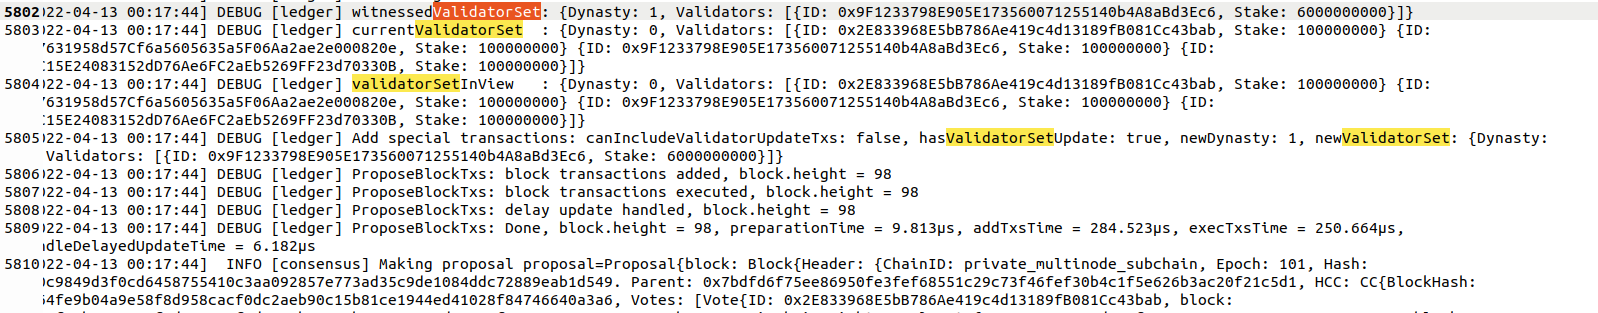 5802)22-04-13 00:17:44] DEBUG [ledger] witnessedValidatorSet: {Dynasty: 1, Validators: [{ID: 0x9F1233798E905E173560071255140b4A8aBd3Ec6, Stake: 6000000000}]}
5803)22-04-13 00:17:44] DEBUG [ledger] currentValidatorSet  : {Dynasty: 0, Validators: [{ID: 0x2E833968E5bB786Ae419c4d13189fB081Cc43bab, Stake: 100000000} {ID:
7631958d57Cf6a5605635a5F06Aa2ae2e000820e, Stake: 100000000} {ID: 0x9F1233798E905E173560071255140b4A8aBd3Ec6, Stake: 100000000} {ID:
C15E24083152dD76Ae6FC2aEb5269FF23d70330B, Stake: 100000000}]}
5804)22-04-13 00:17:44] DEBUG [ledger] validatorSetInView   : {Dynasty: 0, Validators: [{ID: 0x2E833968E5bB786Ae419c4d13189fB081Cc43bab, Stake: 100000000} {ID:
7631958d57Cf6a5605635a5F06Aa2ae2e000820e, Stake: 100000000} {ID: 0x9F1233798E905E173560071255140b4A8aBd3Ec6, Stake: 100000000} {ID:
C15E24083152dD76Ae6FC2aEb5269FF23d70330B, Stake: 100000000}]}
5805)22-04-13 00:17:44] DEBUG [ledger] Add special transactions: canIncludeValidatorUpdateTxs: false, hasValidatorSetUpdate: true, newDynasty: 1, newValidatorSet: {Dynasty:
Validators: [{ID: 0x9F1233798E905E173560071255140b4A8aBd3Ec6, Stake: 6000000000}]}
5806)22-04-13 00:17:44] DEBUG [ledger] ProposeBlockTxs: block transactions added, block.height = 98
5807)22-04-13 00:17:44] DEBUG [ledger] ProposeBlockTxs: block transactions executed, block.height = 98
5808)22-04-13 00:17:44] DEBUG [ledger] ProposeBlockTxs: delay update handled, block.height = 98
5809)22-04-13 00:17:44] DEBUG [ledger] ProposeBlockTxs: Done, block.height = 98, preparationTime = 9.813µs, addTxsTime = 284.523µs, execTxsTime = 250.664µs,
dleDelayedUpdateTime = 6.182µs
5810)22-04-13 00:17:44]  INFO [consensus] Making proposal proposal=Proposal{block: Block{Header: {ChainID: private_multinode_subchain, Epoch: 101, Hash:
c9849d3f0cd6458755410c3aa092857e773ad35c9de1084ddc72889eab1d549. Parent: 0x7bdfd6f75ee86950fe3fef68551c29c73f46fef30b4c1f5e626b3ac20f21c5d1, HCC: CC{BlockHash:
4fe9b04a9e58f8d958cacf0dc2aeb90c15b81ce1944ed41028f84746640a3a6, Votes: [Vote{ID: 0x2E833968E5bB786Ae419c4d13189fB081Cc43bab, block: